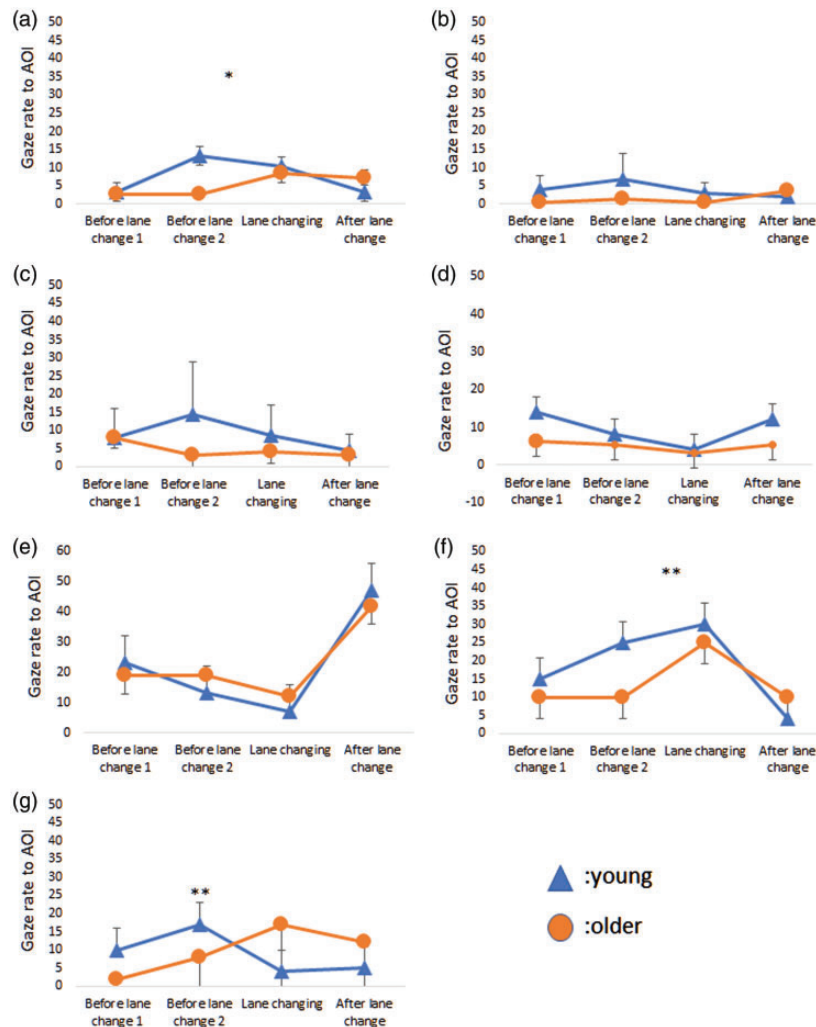 (a)
Gaze rate to AOI
50
45
40
35
30
25
20
15
10
5
0
*
Before lane change 1
Before lane change 2
Lane changing
After lane change
(b)
Gaze rate to AOI
50
45
40
35
30
25
20
15
10
5
0
Before lane change 1
Before lane change 2
Lane changing
After lane change
(c)
Gaze rate to AOI
50
45
40
35
30
25
20
15
10
5
0
Before lane change 1
Before lane change 2
Lane changing
After lane change
(d)
Gaze rate to AOI
50
40
30
20
10
0
-10
Before lane change 1
Before lane change 2
Lane changing
After lane change
(e)
Gaze rate to AOI
60
50
40
30
20
10
0
Before lane change 1
Before lane change 2
Lane changing
After lane change
(f)
Gaze rate to AOI
50
45
40
35
30
25
20
15
10
5
0
**
Before lane change 1
Before lane change 2
Lane changing
After lane change
(g)
Gaze rate to AOI
50
45
40
35
30
25
20
15
10
5
0
**
Before lane change 1
Before lane change 2
Lane changing
After lane change
:young
:older